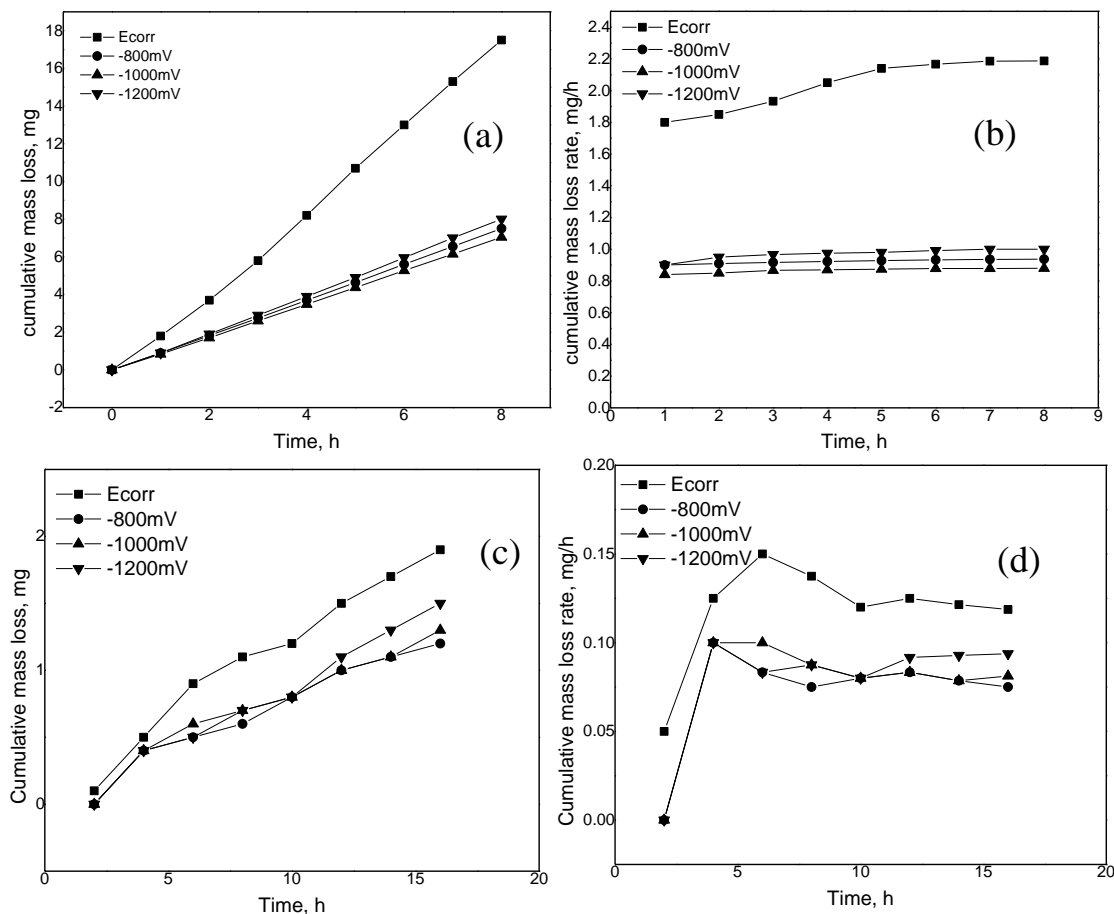 cumulative mass loss, mg
18
16
14
12
10
8
6
4
2
0
-2
Ecorr
-800mV
-1000mV
-1200mV
(a)
0 2 4 6 8
Time, h
cumulative mass loss rate, mg/h
2.4
2.2
2.0
1.8
1.6
1.4
1.2
1.0
0.8
0.6
0.4
0.2
0.0
Ecorr
-800mV
-1000mV
-1200mV
(b)
0 1 2 3 4 5 6 7 8 9
Time, h
Cumulative mass loss, mg
2
1
0
Ecorr
-800mV
-1000mV
-1200mV
(c)
0 5 10 15 20
Time, h
Cumulative mass loss rate, mg/h
0.20
0.15
0.10
0.05
0.00
Ecorr
-800mV
-1000mV
-1200mV
(d)
0 5 10 15 20
Time, h